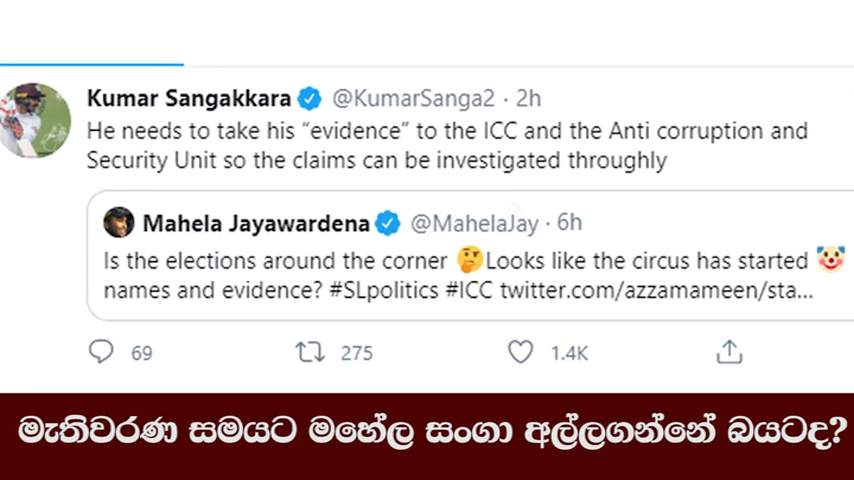 Kumar Sangakkara @KumarSanga2 · 2h
He needs to take his “evidence” to the ICC and the Anti corruption and
Security Unit so the claims can be investigated throughly
Mahela Jayawardena @MahelaJay · 6h
Is the elections around the corner 🤔Looks like the circus has started 🤡
names and evidence? #SLpolitics #ICC twitter.com/azzamameen/sta...
69 275 1.4K
මැතිවරණ සමයට මහේල සංගා අල්ලගන්නේ බයටද?